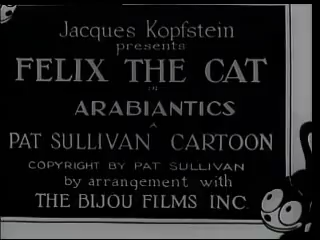 Jacques Kopfstein
presents
FELIX THE CAT
IN
ARABIANTICS
A
PAT SULLIVAN CARTOON
COPYRIGHT BY PAT SULLIVAN
by arrangement with
THE BIJOU FILMS INC.